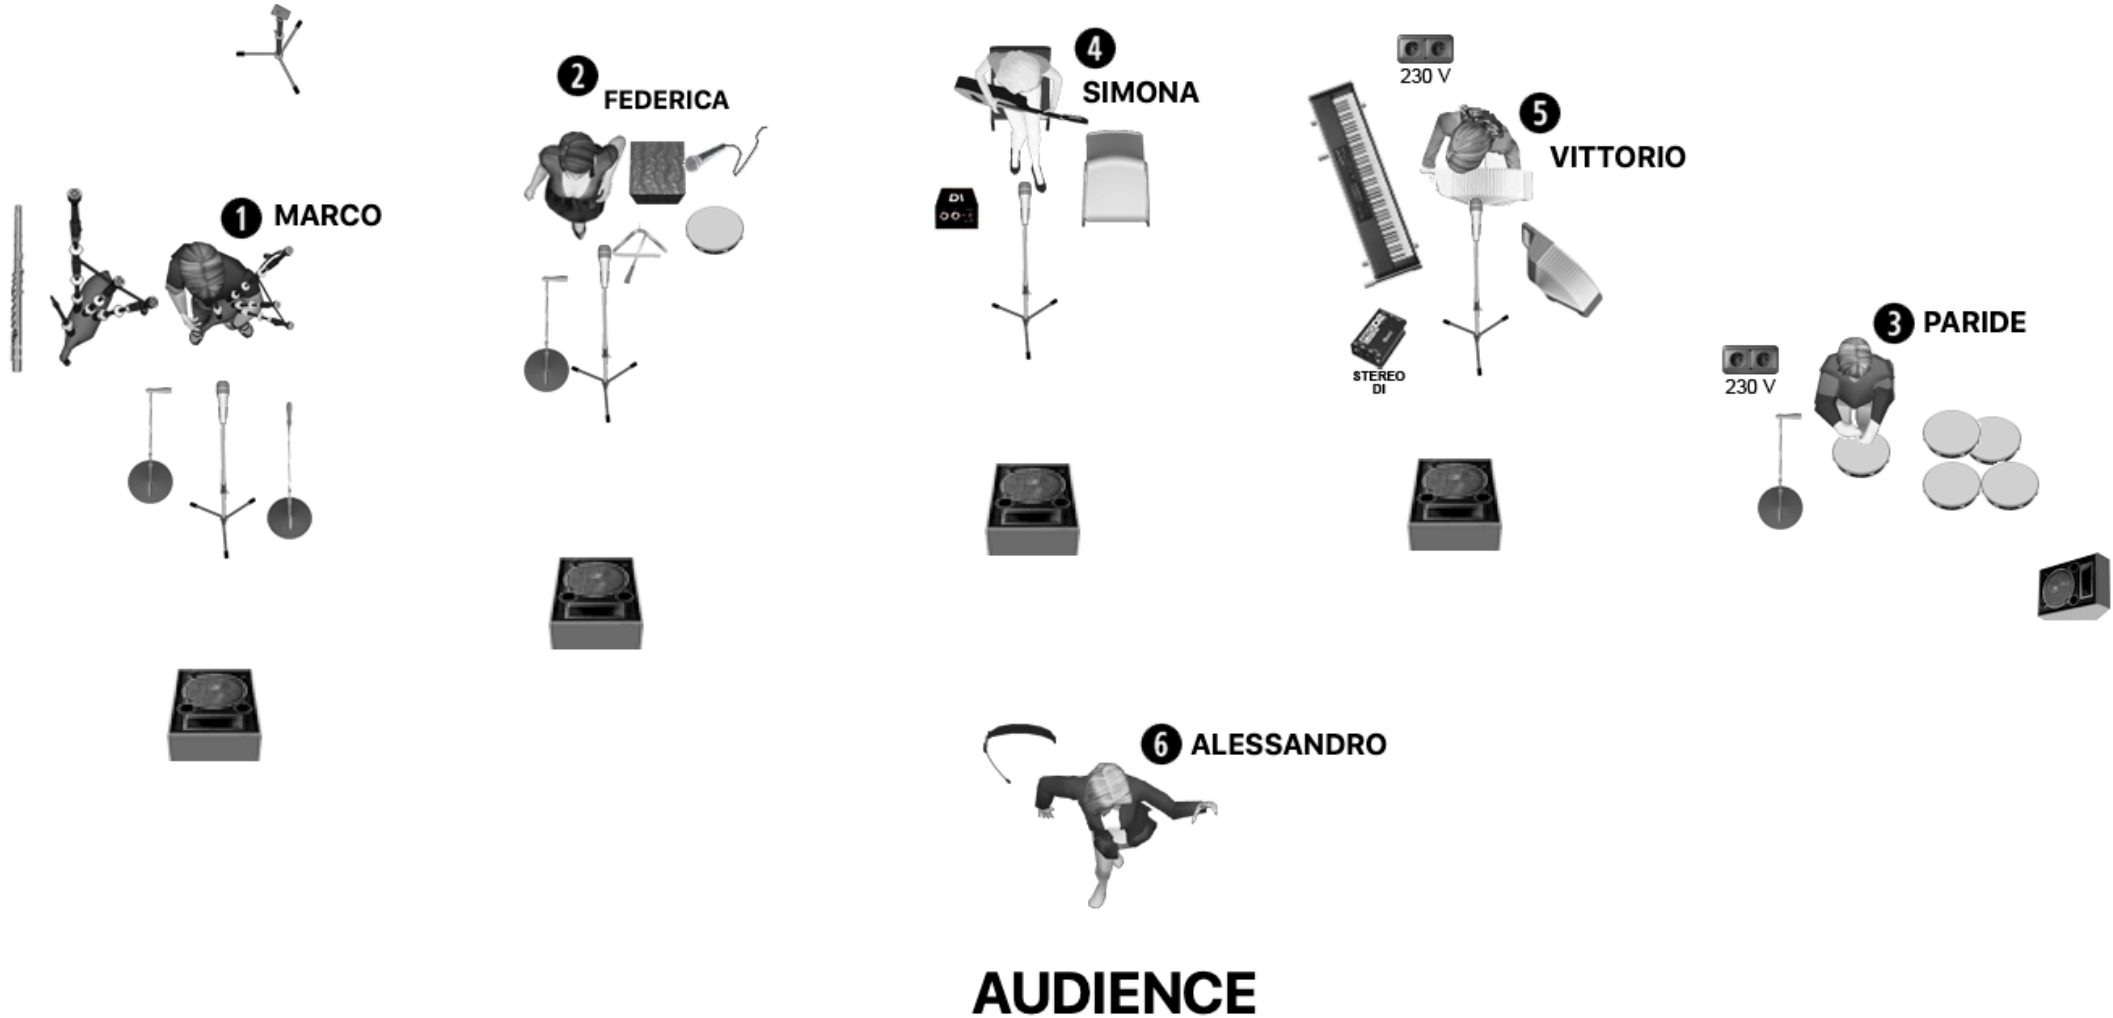 1 MARCO
2 FEDERICA
4 SIMONA
DI
230 V
5 VITTORIO
STEREO
DI
3 PARIDE
230 V
6 ALESSANDRO
AUDIENCE